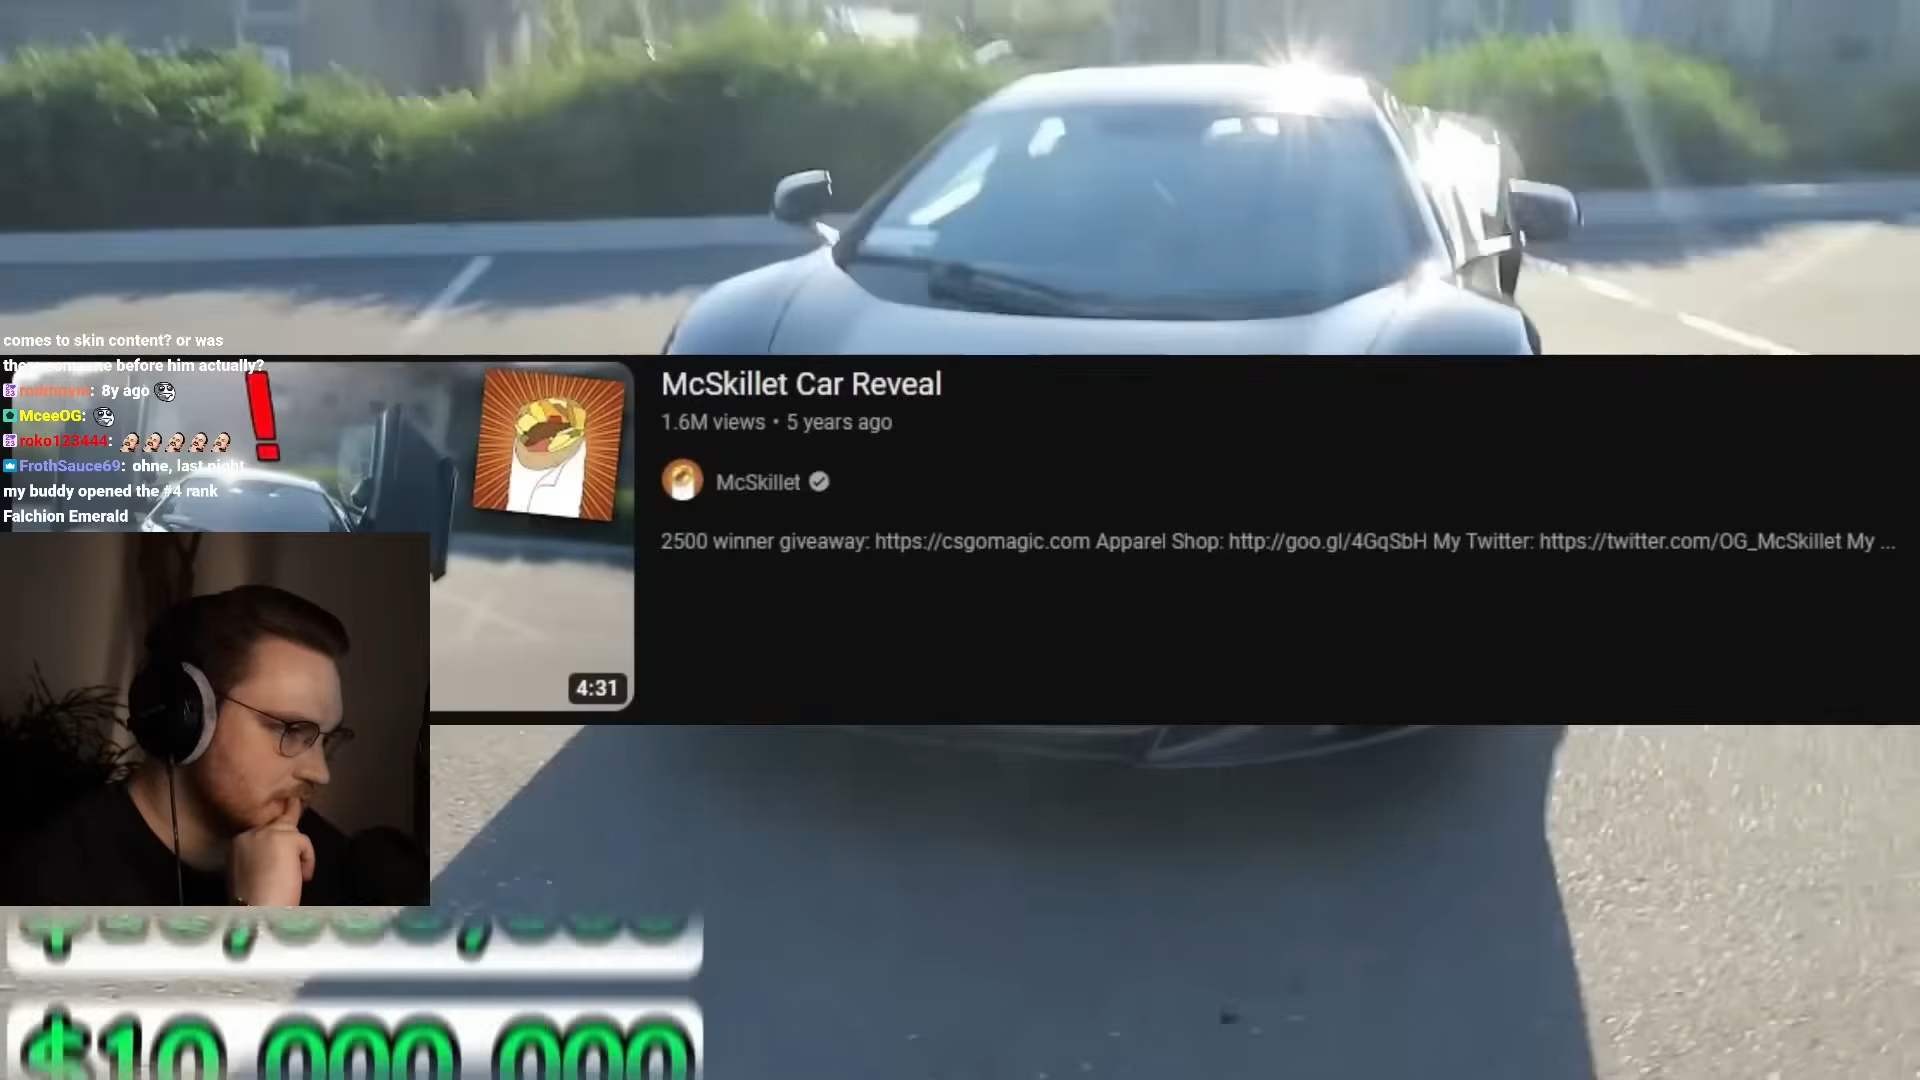 comes to skin content? or was
before him actually?
8y ago
MceeOG:
roko123444:
FrothSauce69: ohne, last night
my buddy opened the #4 rank
Falchion Emerald
4:31
McSkillet Car Reveal
1.6M views • 5 years ago
McSkillet
2500 winner giveaway: https://csgomagic.com Apparel Shop: http://goo.gl/4GqSbH My Twitter: https://twitter.com/OG_McSkillet My ...
$10,000,000